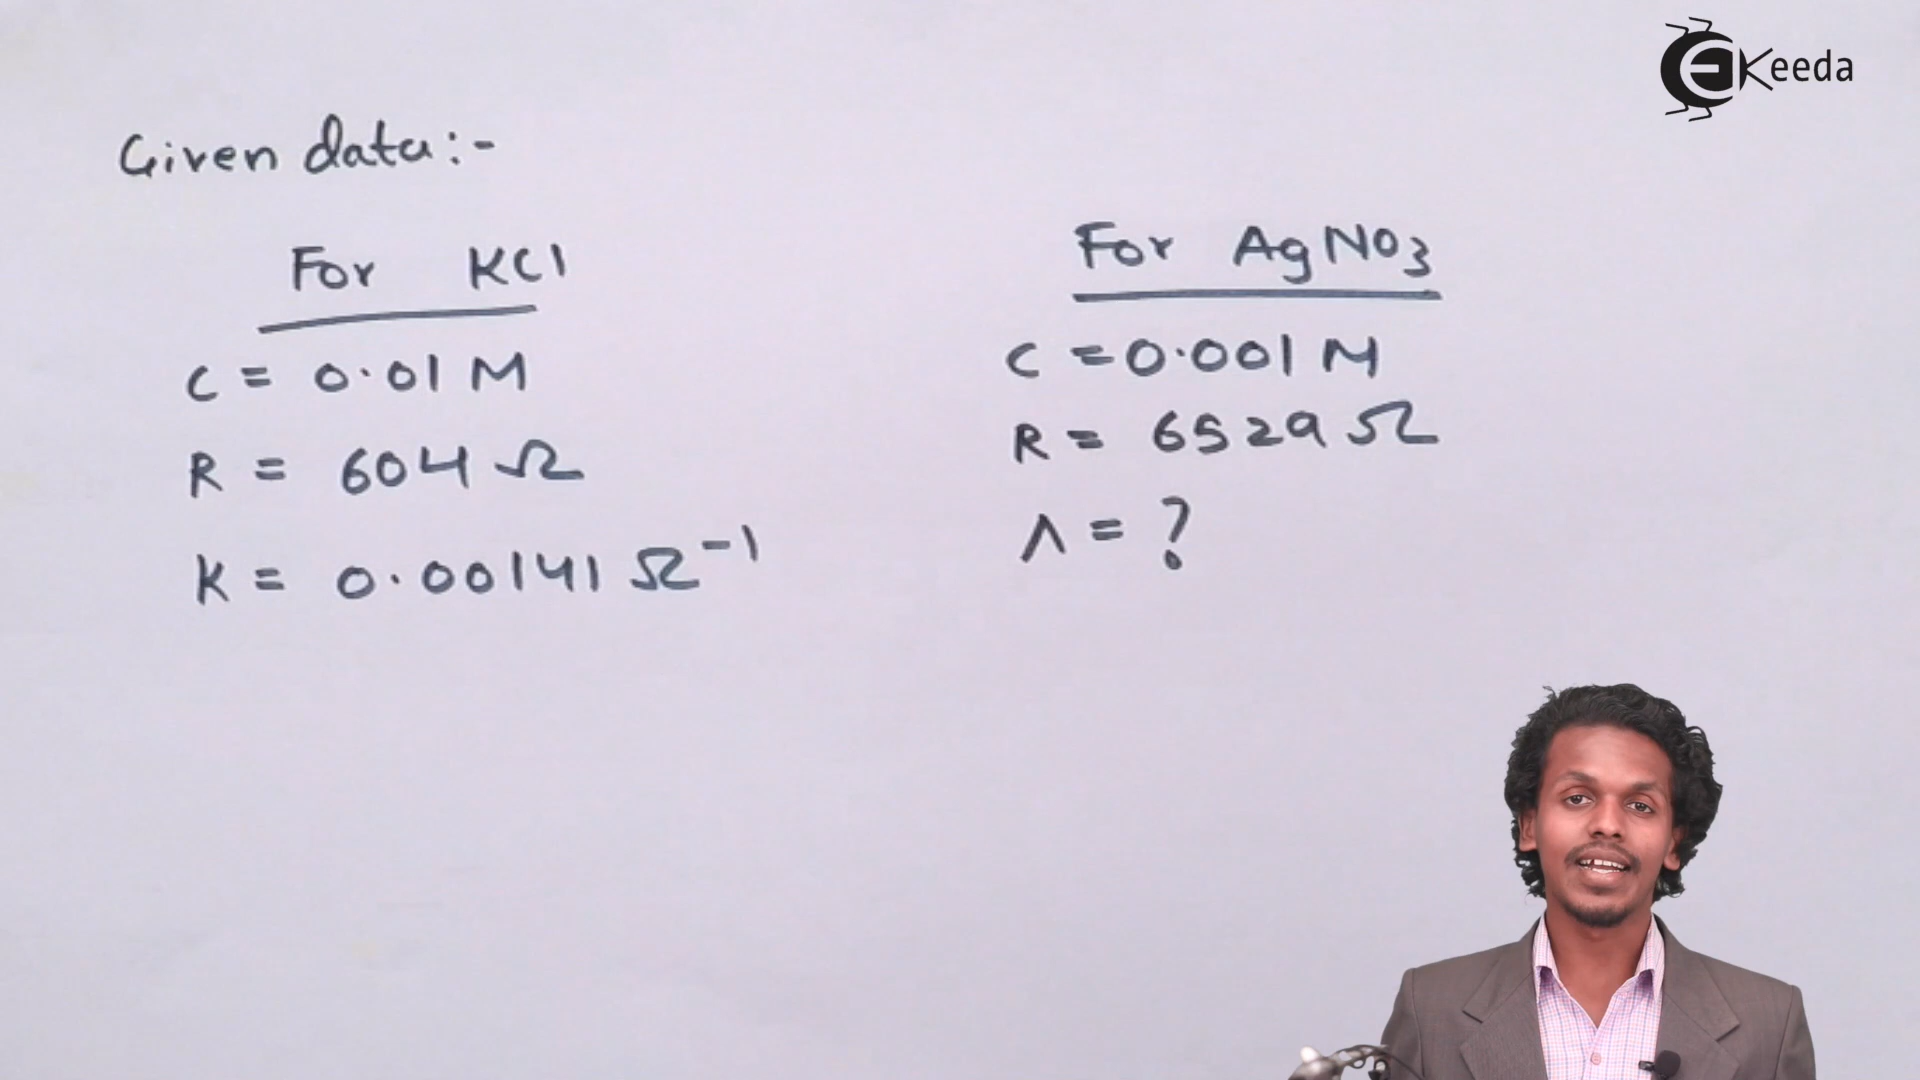 EKeeda
Given data:-
For KCl
C = 0.01 M
R = 604 Ω
K = 0.00141 Ω⁻¹
For AgNO3
C = 0.001 M
R = 6529 Ω
Λ = ?